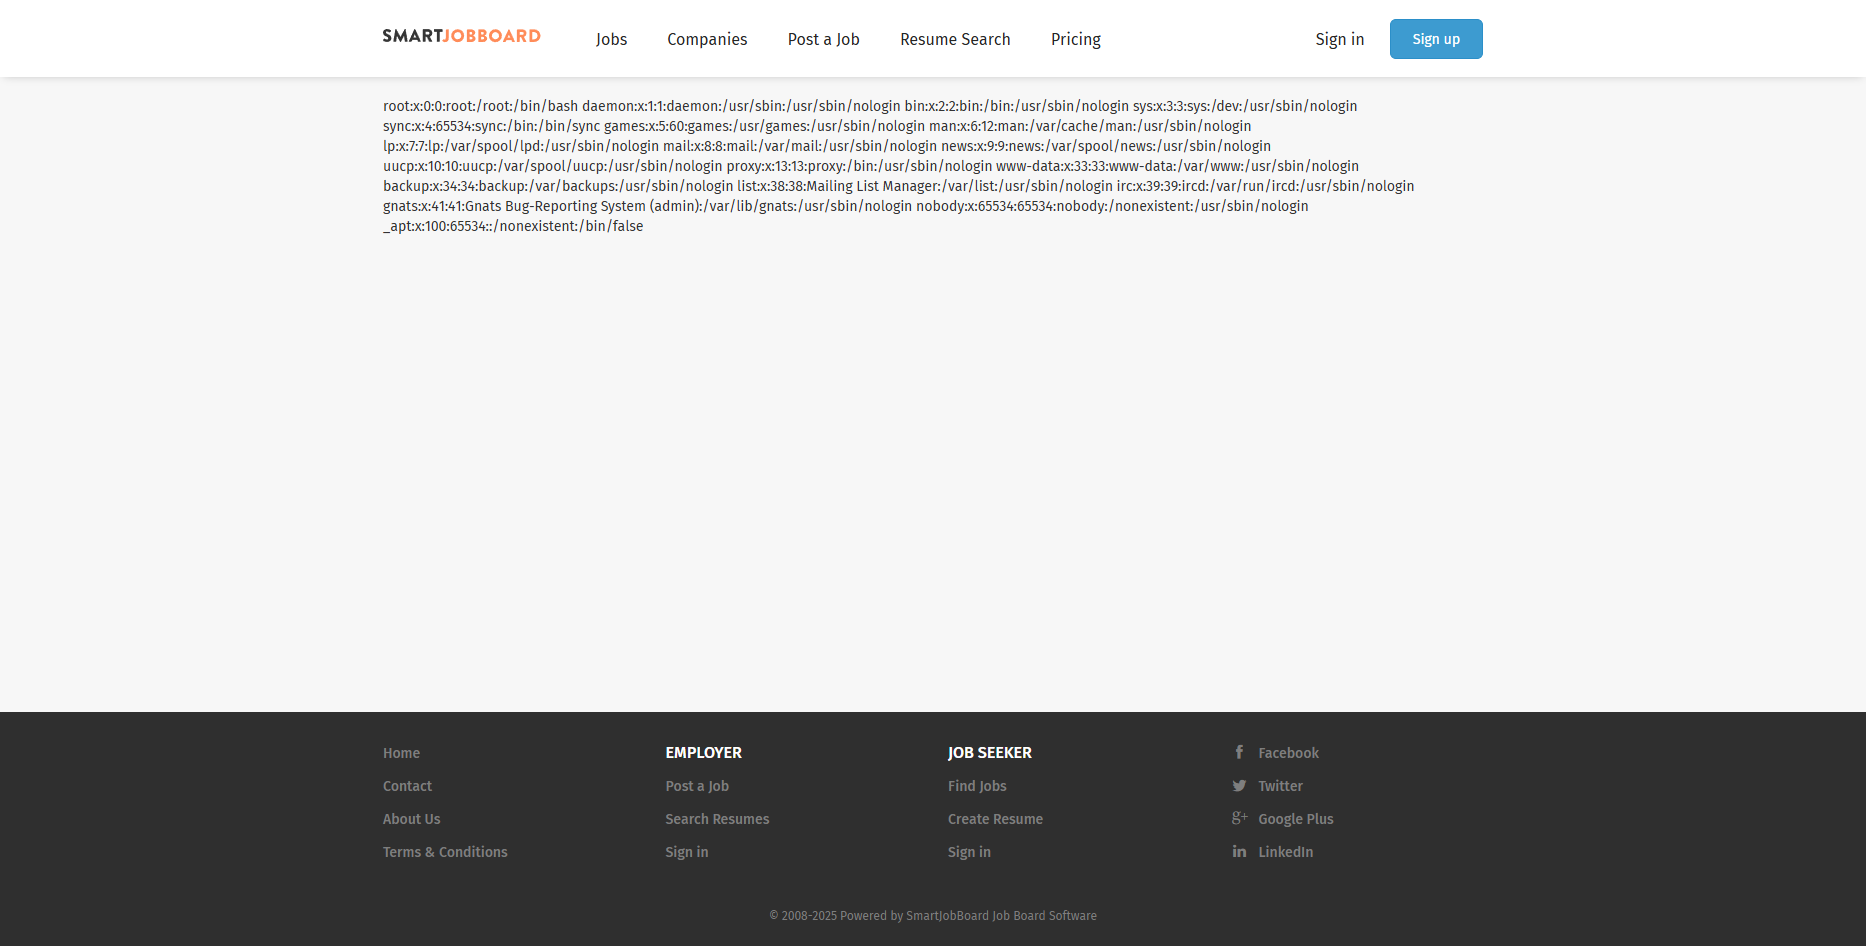 SMARTJOBBOARD Jobs Companies Post a Job Resume Search Pricing Sign in Sign up
root:x:0:0:root:/root:/bin/bash daemon:x:1:1:daemon:/usr/sbin:/usr/sbin/nologin bin:x:2:2:bin:/bin:/usr/sbin/nologin sys:x:3:3:sys:/dev:/usr/sbin/nologin
sync:x:4:65534:sync:/bin:/bin/sync games:x:5:60:games:/usr/games:/usr/sbin/nologin man:x:6:12:man:/var/cache/man:/usr/sbin/nologin
lp:x:7:7:lp:/var/spool/lpd:/usr/sbin/nologin mail:x:8:8:mail:/var/mail:/usr/sbin/nologin news:x:9:9:news:/var/spool/news:/usr/sbin/nologin
uucp:x:10:10:uucp:/var/spool/uucp:/usr/sbin/nologin proxy:x:13:13:proxy:/bin:/usr/sbin/nologin www-data:x:33:33:www-data:/var/www:/usr/sbin/nologin
backup:x:34:34:backup:/var/backups:/usr/sbin/nologin list:x:38:38:Mailing List Manager:/var/list:/usr/sbin/nologin irc:x:39:39:ircd:/var/run/ircd:/usr/sbin/nologin
gnats:x:41:41:Gnats Bug-Reporting System (admin):/var/lib/gnats:/usr/sbin/nologin nobody:x:65534:65534:nobody:/nonexistent:/usr/sbin/nologin
_apt:x:100:65534::/nonexistent:/bin/false
Home
Contact
About Us
Terms & Conditions
EMPLOYER
Post a Job
Search Resumes
Sign in
JOB SEEKER
Find Jobs
Create Resume
Sign in
Facebook
Twitter
Google Plus
LinkedIn
© 2008-2025 Powered by SmartJobBoard Job Board Software